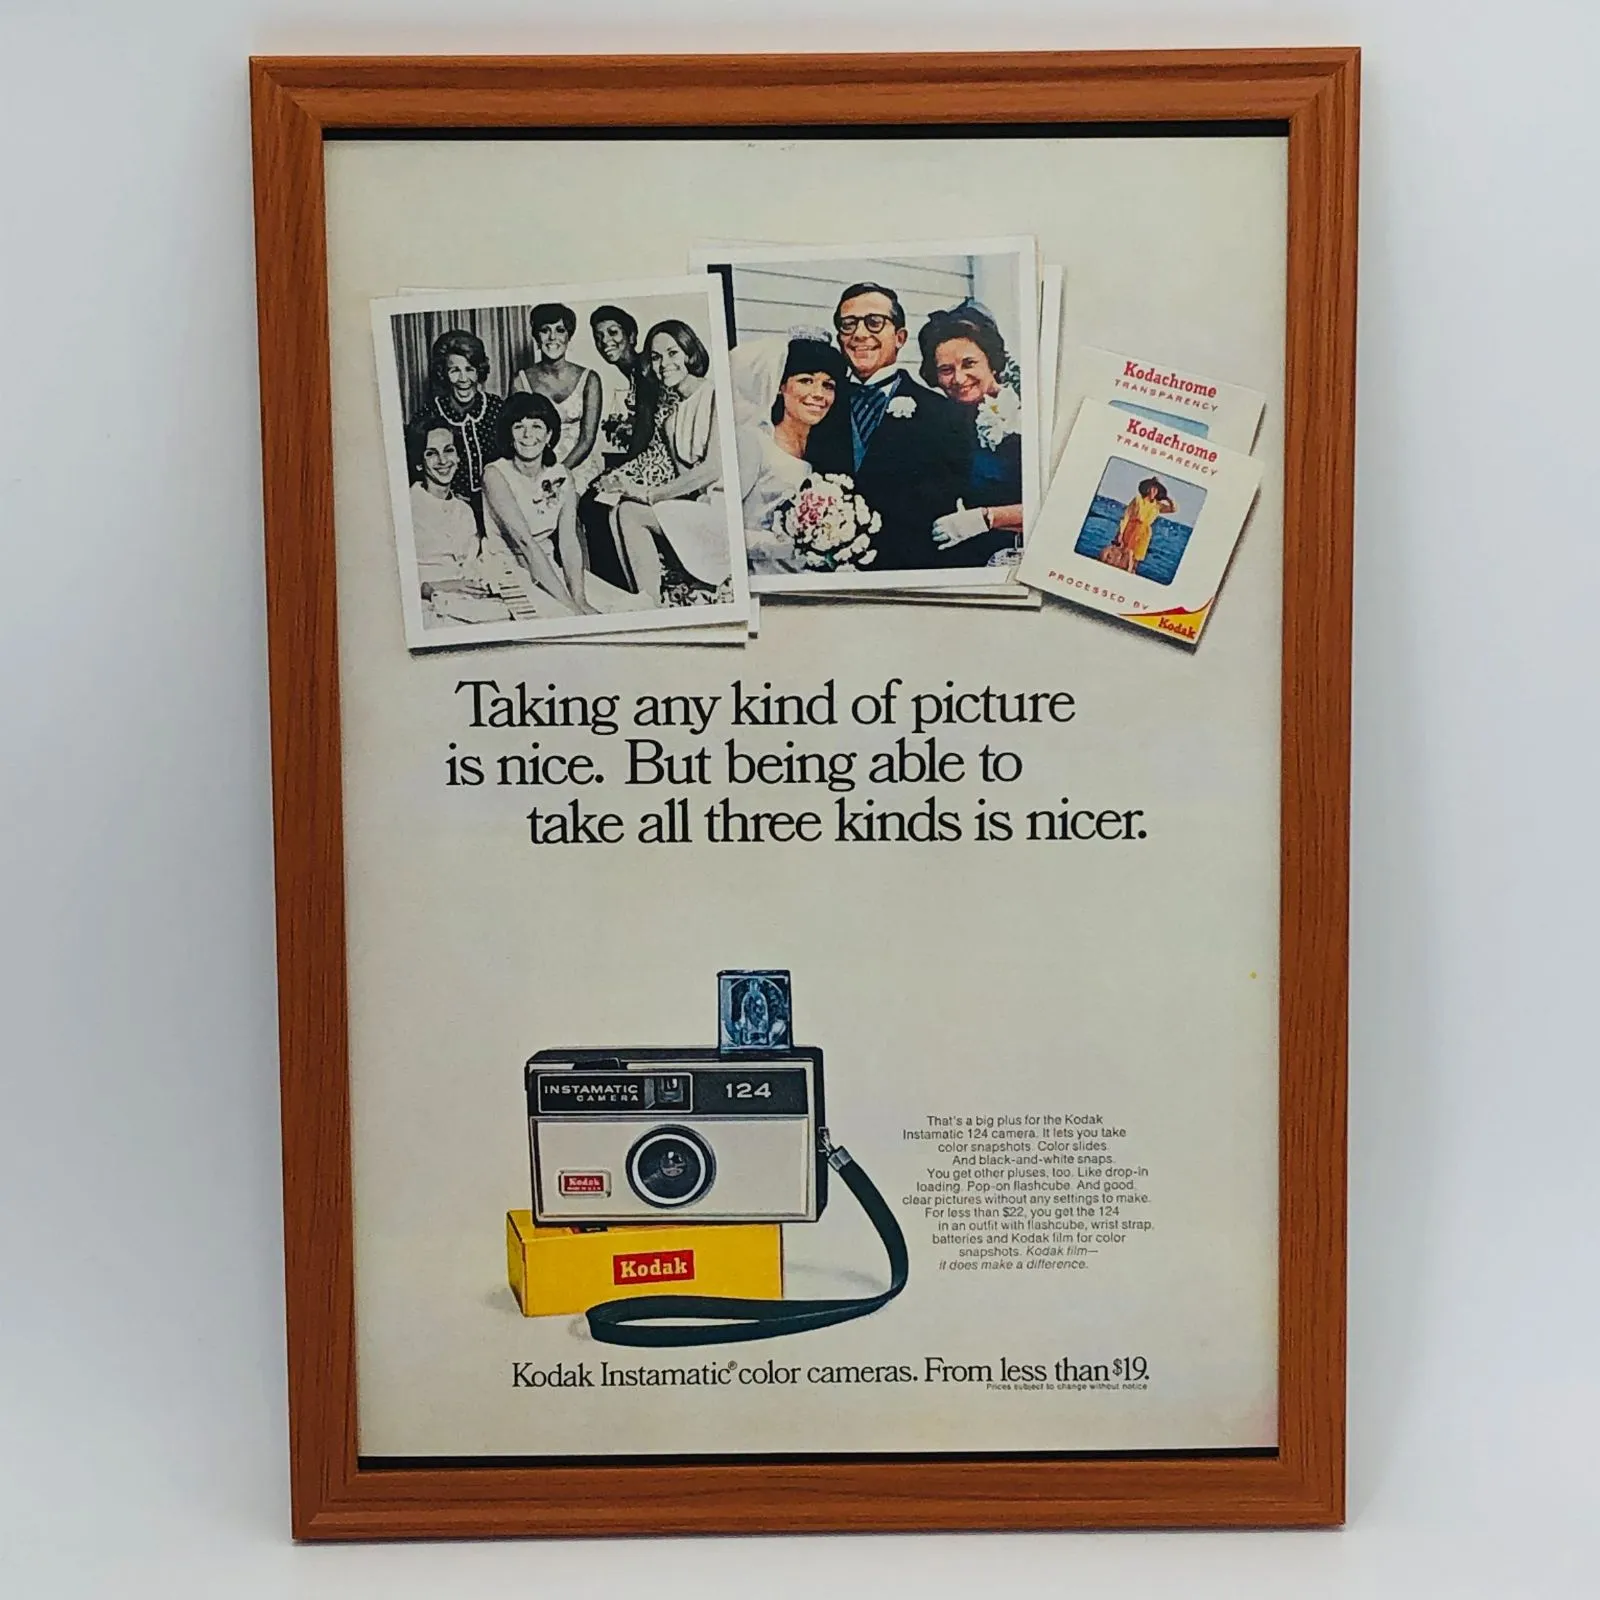 Kodachrome
TRANSPARENCY
Kodachrome
TRANSPARENCY
PROCESSED BY
Kodak
Taking any kind of picture
is nice. But being able to
take all three kinds is nicer.
INSTAMATIC
CAMERA
124
Kodak
Kodak
That's a big plus for the Kodak
Instamatic 124 camera. It lets you take
color snapshots. Color slides.
And black-and-white snaps.
You get other pluses, too. Like drop-in
loading. Pop-on flashcube. And good,
clear pictures without any settings to make.
For less than $22, you get the 124
in an outfit with flashcube, wrist strap,
batteries and Kodak film for color
snapshots. Kodak film—
it does make a difference.
Kodak Instamatic® color cameras. From less than $19.
Prices subject to change without notice